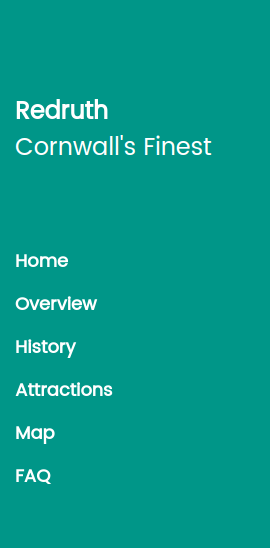 Redruth
Cornwall's Finest
Home
Overview
History
Attractions
Map
FAQ